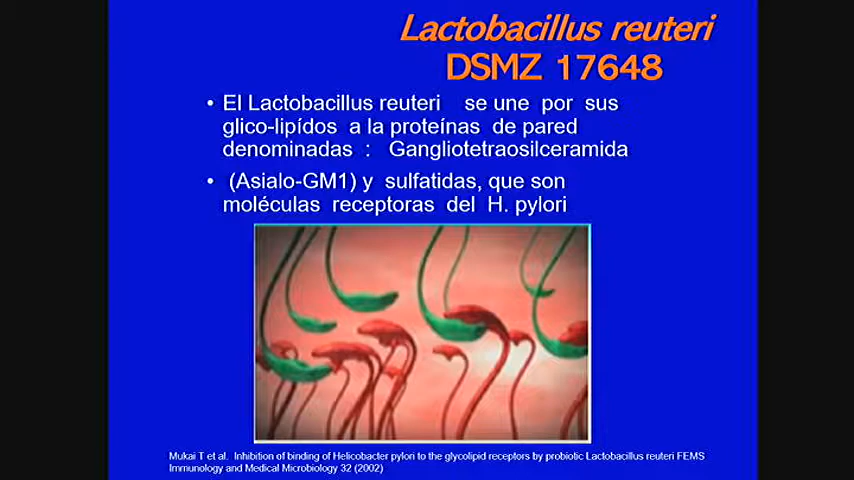 Lactobacillus reuteri
DSMZ 17648
• El Lactobacillus reuteri se une por sus
glico-lipídos a la proteínas de pared
denominadas : Gangliotetraosilceramida
• (Asialo-GM1) y sulfatidas, que son
moléculas receptoras del H. pylori
Mukai T et al. Inhibition of binding of Helicobacter pylori to the glycolipid receptors by probiotic Lactobacillus reuteri FEMS
Immunology and Medical Microbiology 32 (2002)